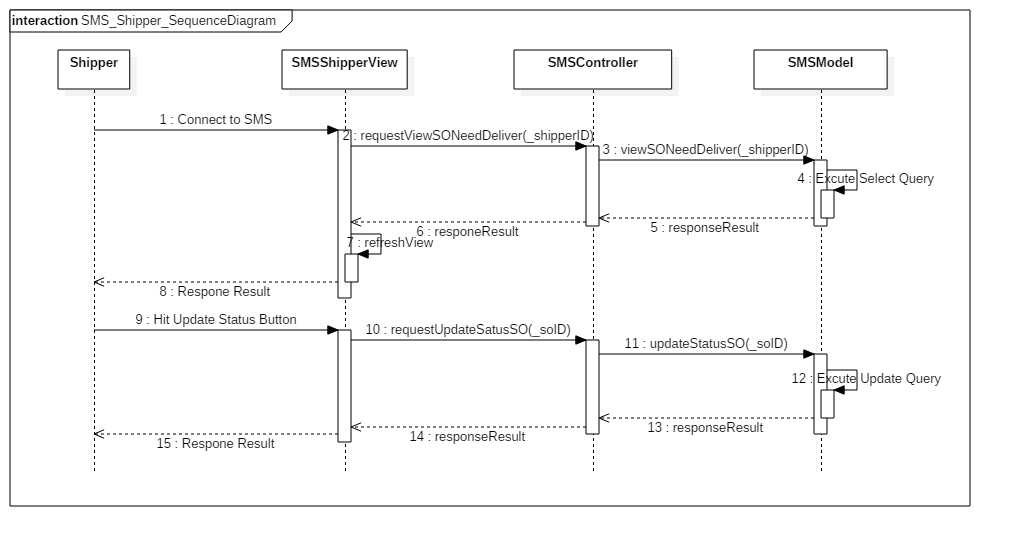 interaction SMS_Shipper_SequenceDiagram
Shipper
SMSShipperView
SMSController
SMSModel
1 : Connect to SMS
2 : requestViewSONeedDeliver(_shipperID)
3 : viewSONeedDeliver(_shipperID)
4 : Excute Select Query
5 : responseResult
6 : responeResult
7 : refreshView
8 : Respone Result
9 : Hit Update Status Button
10 : requestUpdateSatusSO(_soID)
11 : updateStatusSO(_soID)
12 : Excute Update Query
13 : responseResult
14 : responseResult
15 : Respone Result